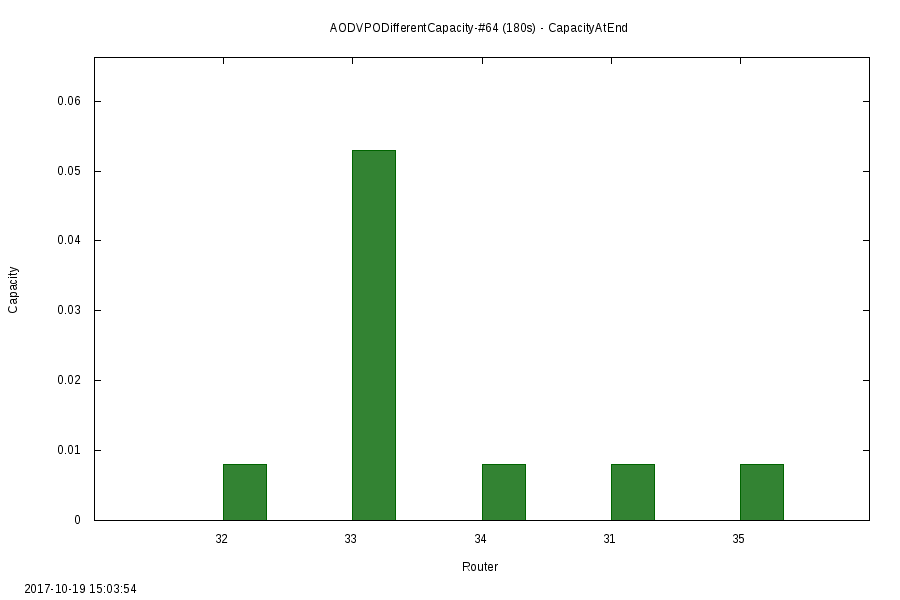 AODVPODifferentCapacity-#64 (180s) - CapacityAtEnd
0.06
0.05
0.04
0.03
0.02
0.01
0
Capacity
32 33 34 31 35
Router
2017-10-19 15:03:54